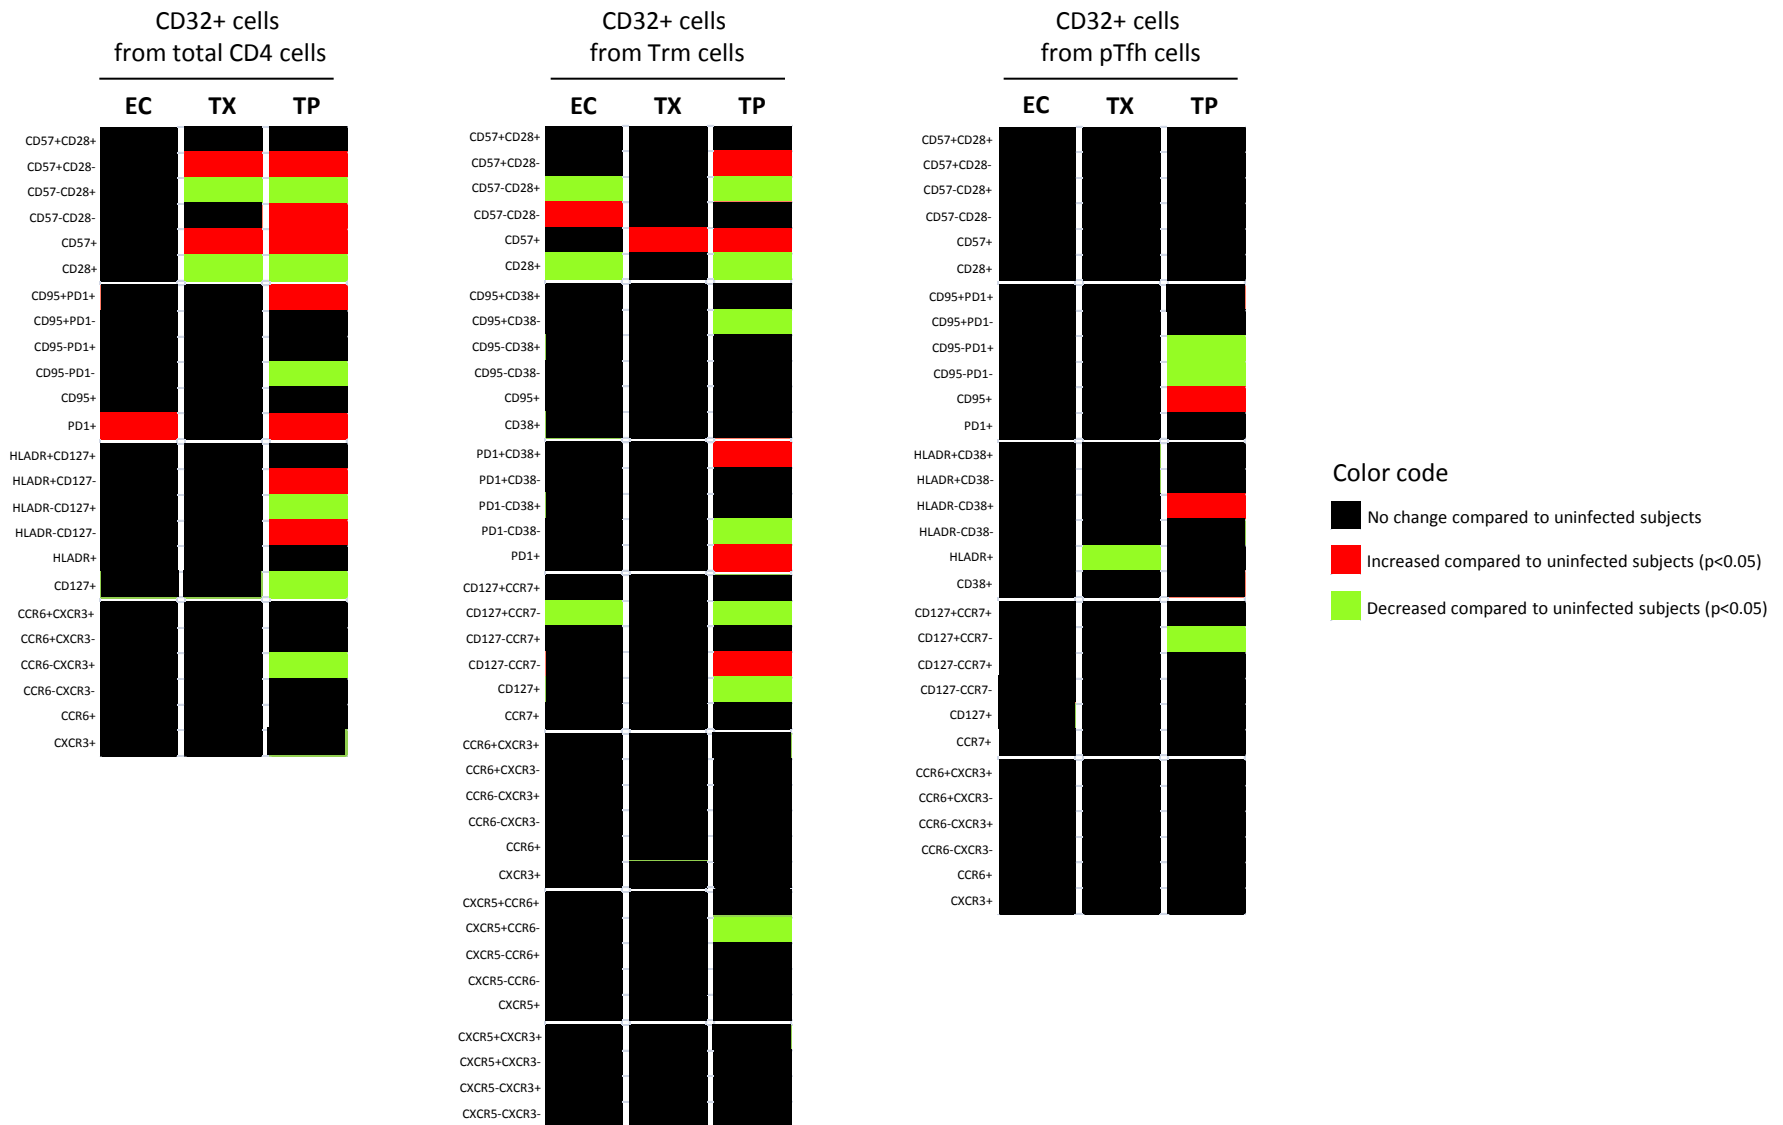 CD32+ cells
from total CD4 cells
EC TX TP
CD57+CD28+
CD57+CD28-
CD57-CD28+
CD57-CD28-
CD57+
CD28+
CD95+PD1+
CD95+PD1-
CD95-PD1+
CD95-PD1-
CD95+
PD1+
HLADR+CD127+
HLADR+CD127-
HLADR-CD127+
HLADR-CD127-
HLADR+
CD127+
CCR6+CXCR3+
CCR6+CXCR3-
CCR6-CXCR3+
CCR6-CXCR3-
CCR6+
CXCR3+
CD32+ cells
from Trm cells
EC TX TP
CD57+CD28+
CD57+CD28-
CD57-CD28+
CD57-CD28-
CD57+
CD28+
CD95+CD38+
CD95+CD38-
CD95-CD38+
CD95-CD38-
CD95+
CD38+
PD1+CD38+
PD1+CD38-
PD1-CD38+
PD1-CD38-
PD1+
CD127+CCR7+
CD127+CCR7-
CD127-CCR7+
CD127-CCR7-
CD127+
CCR7+
CCR6+CXCR3+
CCR6+CXCR3-
CCR6-CXCR3+
CCR6-CXCR3-
CCR6+
CXCR3+
CXCR5+CCR6+
CXCR5+CCR6-
CXCR5-CCR6+
CXCR5-CCR6-
CXCR5+
CXCR5+CXCR3+
CXCR5+CXCR3-
CXCR5-CXCR3+
CXCR5-CXCR3-
CD32+ cells
from pTfh cells
EC TX TP
CD57+CD28+
CD57+CD28-
CD57-CD28+
CD57-CD28-
CD57+
CD28+
CD95+PD1+
CD95+PD1-
CD95-PD1+
CD95-PD1-
CD95+
PD1+
HLADR+CD38+
HLADR+CD38-
HLADR-CD38+
HLADR-CD38-
HLADR+
CD38+
CD127+CCR7+
CD127+CCR7-
CD127-CCR7+
CD127-CCR7-
CD127+
CCR7+
CCR6+CXCR3+
CCR6+CXCR3-
CCR6-CXCR3+
CCR6-CXCR3-
CCR6+
CXCR3+
Color code
No change compared to uninfected subjects
Increased compared to uninfected subjects (p<0.05)
Decreased compared to uninfected subjects (p<0.05)